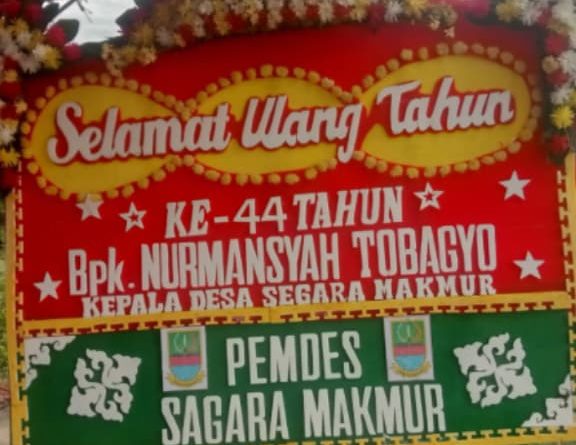 Selamat Ulang Tahun
KE-44 TAHUN
Bpk. NURMANSYAH TOBAGYO
KEPALA DESA SEGARA MAKMUR
PEMDES
SAGARA MAKMUR